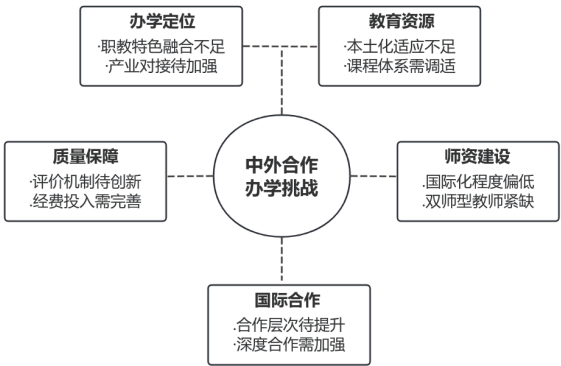 办学定位
·职教特色融合不足
·产业对接待加强
教育资源
·本土化适应不足
·课程体系需调适
质量保障
·评价机制待创新
.经费投入需完善
中外合作
办学挑战
师资建设
.国际化程度偏低
.双师型教师紧缺
国际合作
.合作层次待提升
·深度合作需加强